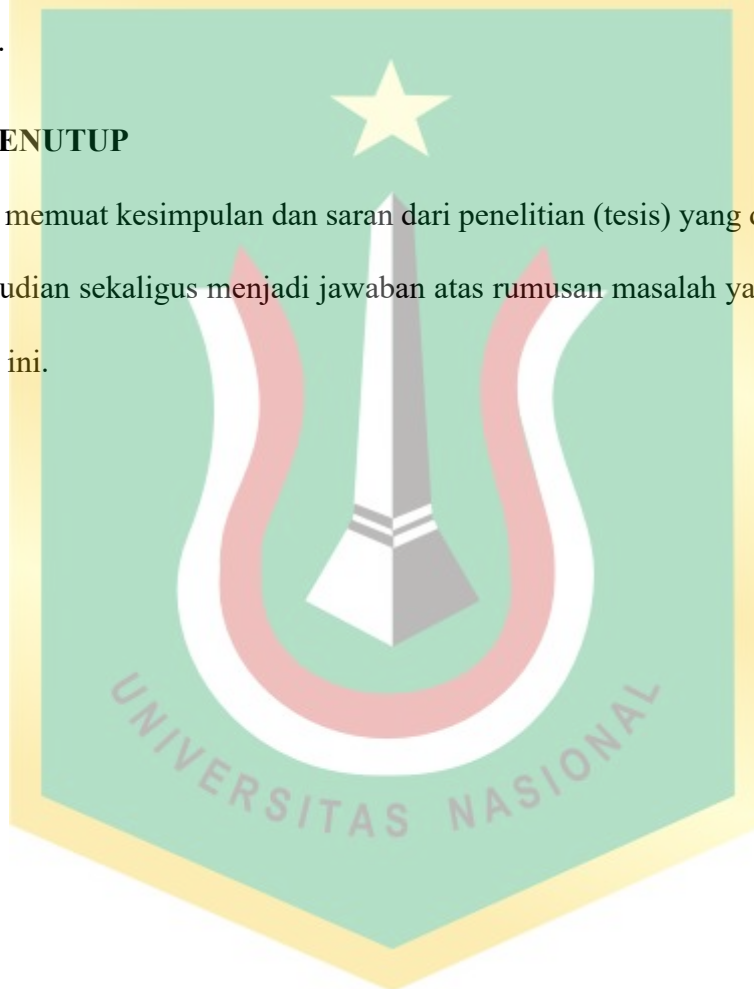 .
ENUTUP
memuat kesimpulan dan saran dari penelitian (tesis) yang
udian sekaligus menjadi jawaban atas rumusan masalah ya
ini.
UNIVERSITAS NASIONAL